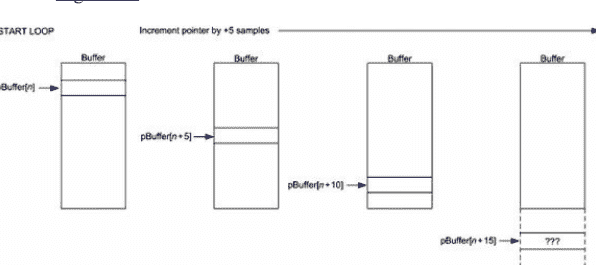 START LOOP Increment pointer by +5 samples
Buffer Buffer Buffer Buffer
pBuffer[n]
pBuffer[n+5]
pBuffer[n+10]
pBuffer[n+15] ???